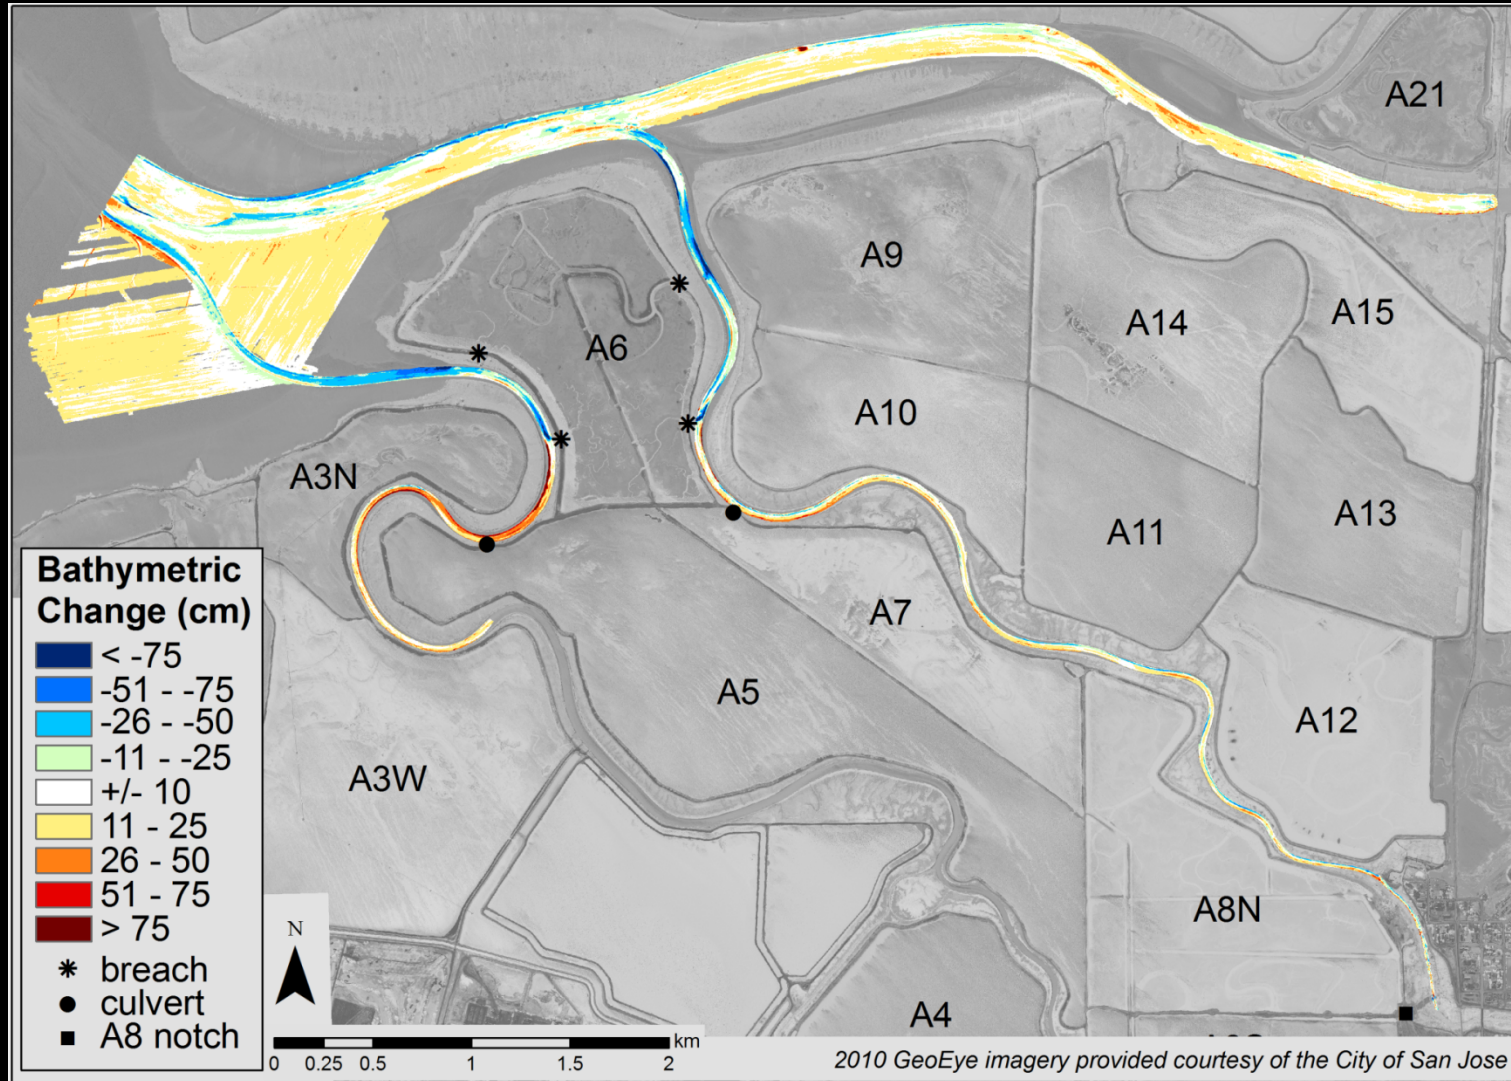 A21
A9
A14
A15
A6
A10
A3N
A11
A13
A7
A5
A12
A3W
A8N
A4
Bathymetric
Change (cm)
< -75
-51 - -75
-26 - -50
-11 - -25
+/- 10
11 - 25
26 - 50
51 - 75
> 75
breach
culvert
A8 notch
N
km
0 0.25 0.5 1 1.5 2
2010 GeoEye imagery provided courtesy of the City of San Jose